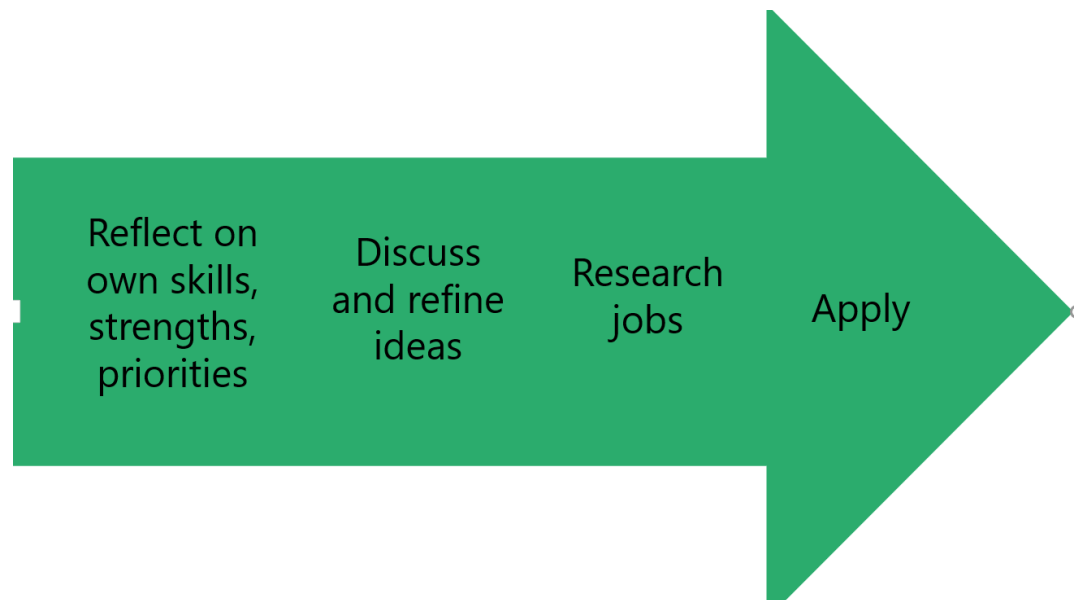 Reflect on
own skills,
strengths,
priorities
Discuss
and refine
ideas
Research
jobs
Apply